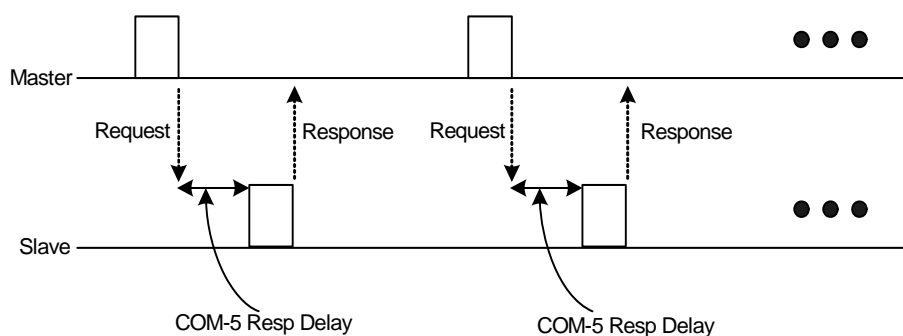 Master
Request
Response
Request
Response
Slave
COM-5 Resp Delay
COM-5 Resp Delay